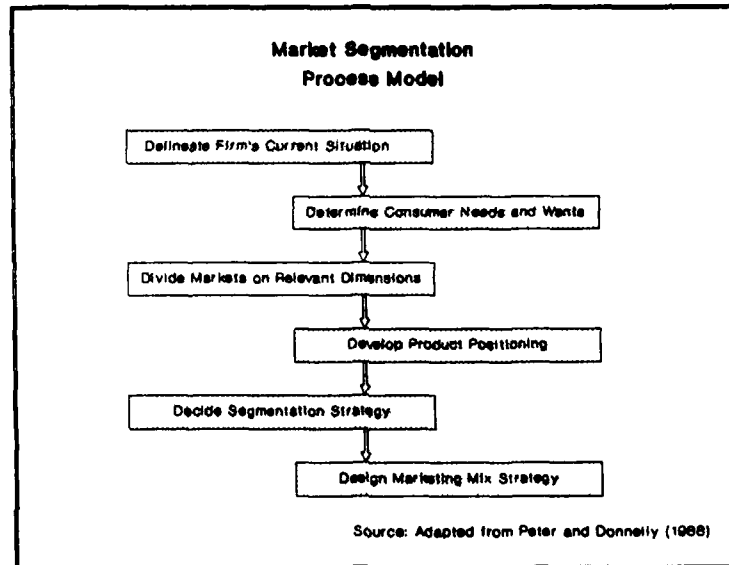 Market Segmentation
Process Model
Delineate Firm's Current Situation
Determine Consumer Needs and Wants
Divide Markets on Relevant Dimensions
Develop Product Positioning
Decide Segmentation Strategy
Design Marketing Mix Strategy
Source: Adapted from Peter and Donnelly (1988)